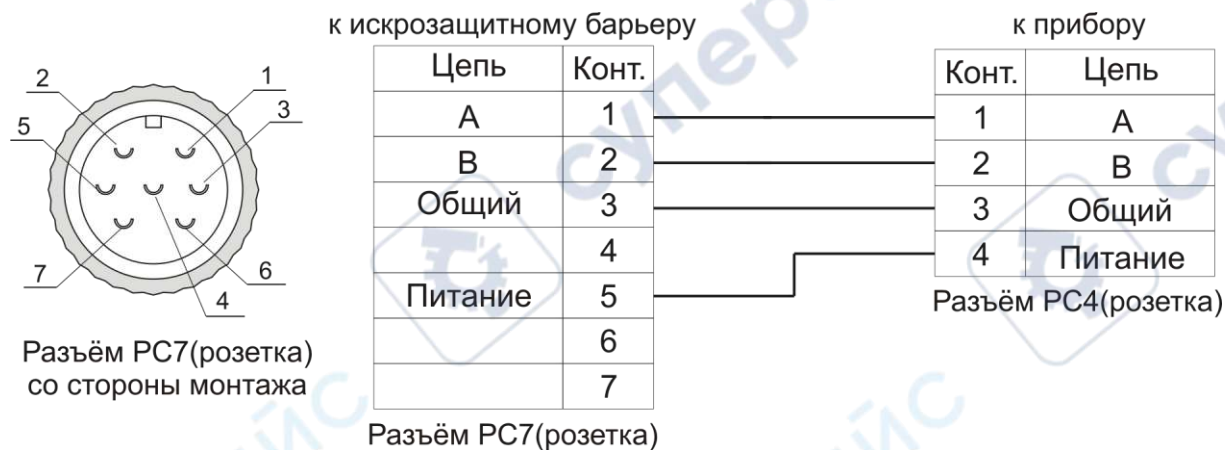 к искрозащитному барьеру
к прибору
2
1
3
5
7
6
4
Разъём РС7(розетка)
со стороны монтажа
Цепь Конт.
А 1
В 2
Общий 3
4
Питание 5
6
7
Разъём РС7(розетка)
Конт. Цепь
1 А
2 В
3 Общий
4 Питание
Разъём РС4(розетка)